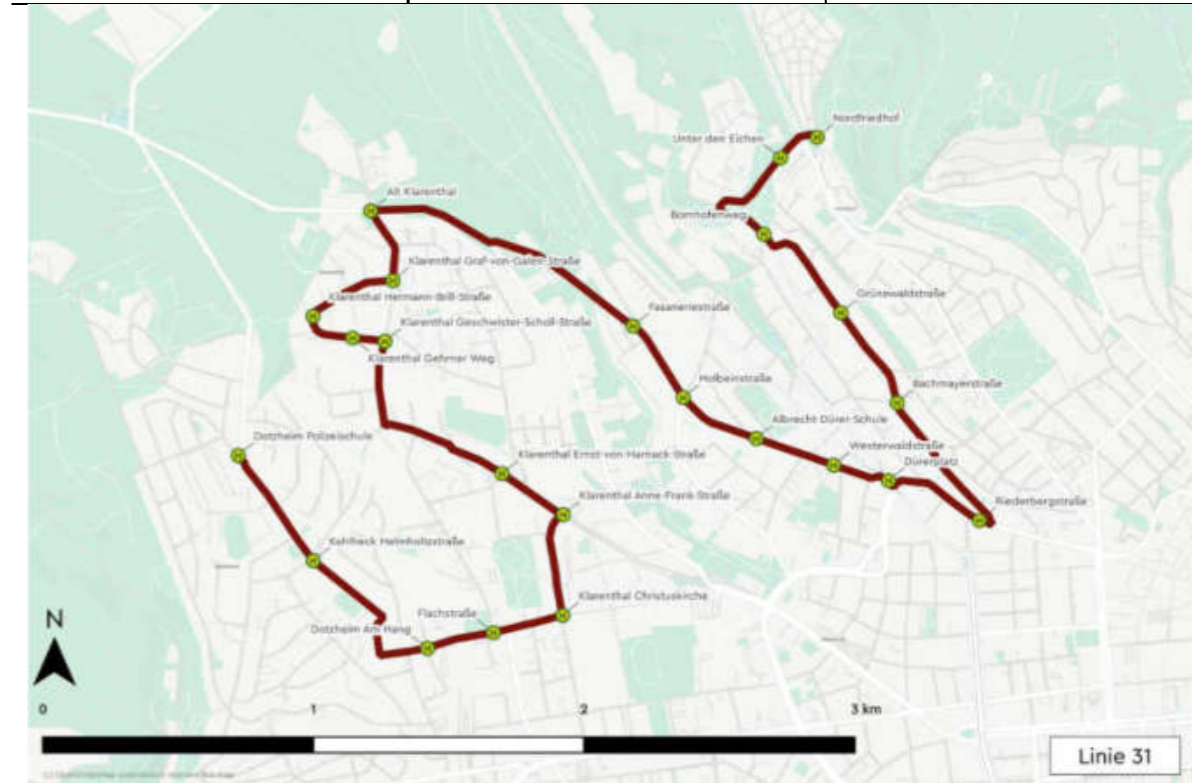 Nordfriedhof
Unter den Eichen
Alt Klarenthal
Bornhofenweg
Klarenthal Graf-von-Galen-Straße
Klarenthal Hermann-Brill-Straße
Grünewaldstraße
Fasaneriestraße
Klarenthal Geschwister-Scholl-Straße
Klarenthal Gehrner Weg
Holbeinstraße
Bachmayerstraße
Albrecht Dürer Schule
Dotzheim Polizeischule
Westerwaldstraße
Klarenthal Ernst-von-Harnack-Straße
Dürerplatz
Klarenthal Anne-Frank-Straße
Riederbergstraße
Kohlheck Helmholtzstraße
Klarenthal Christuskirche
Flachstraße
Dotzheim Am Hang
N
0 1 2 3 km
Linie 31